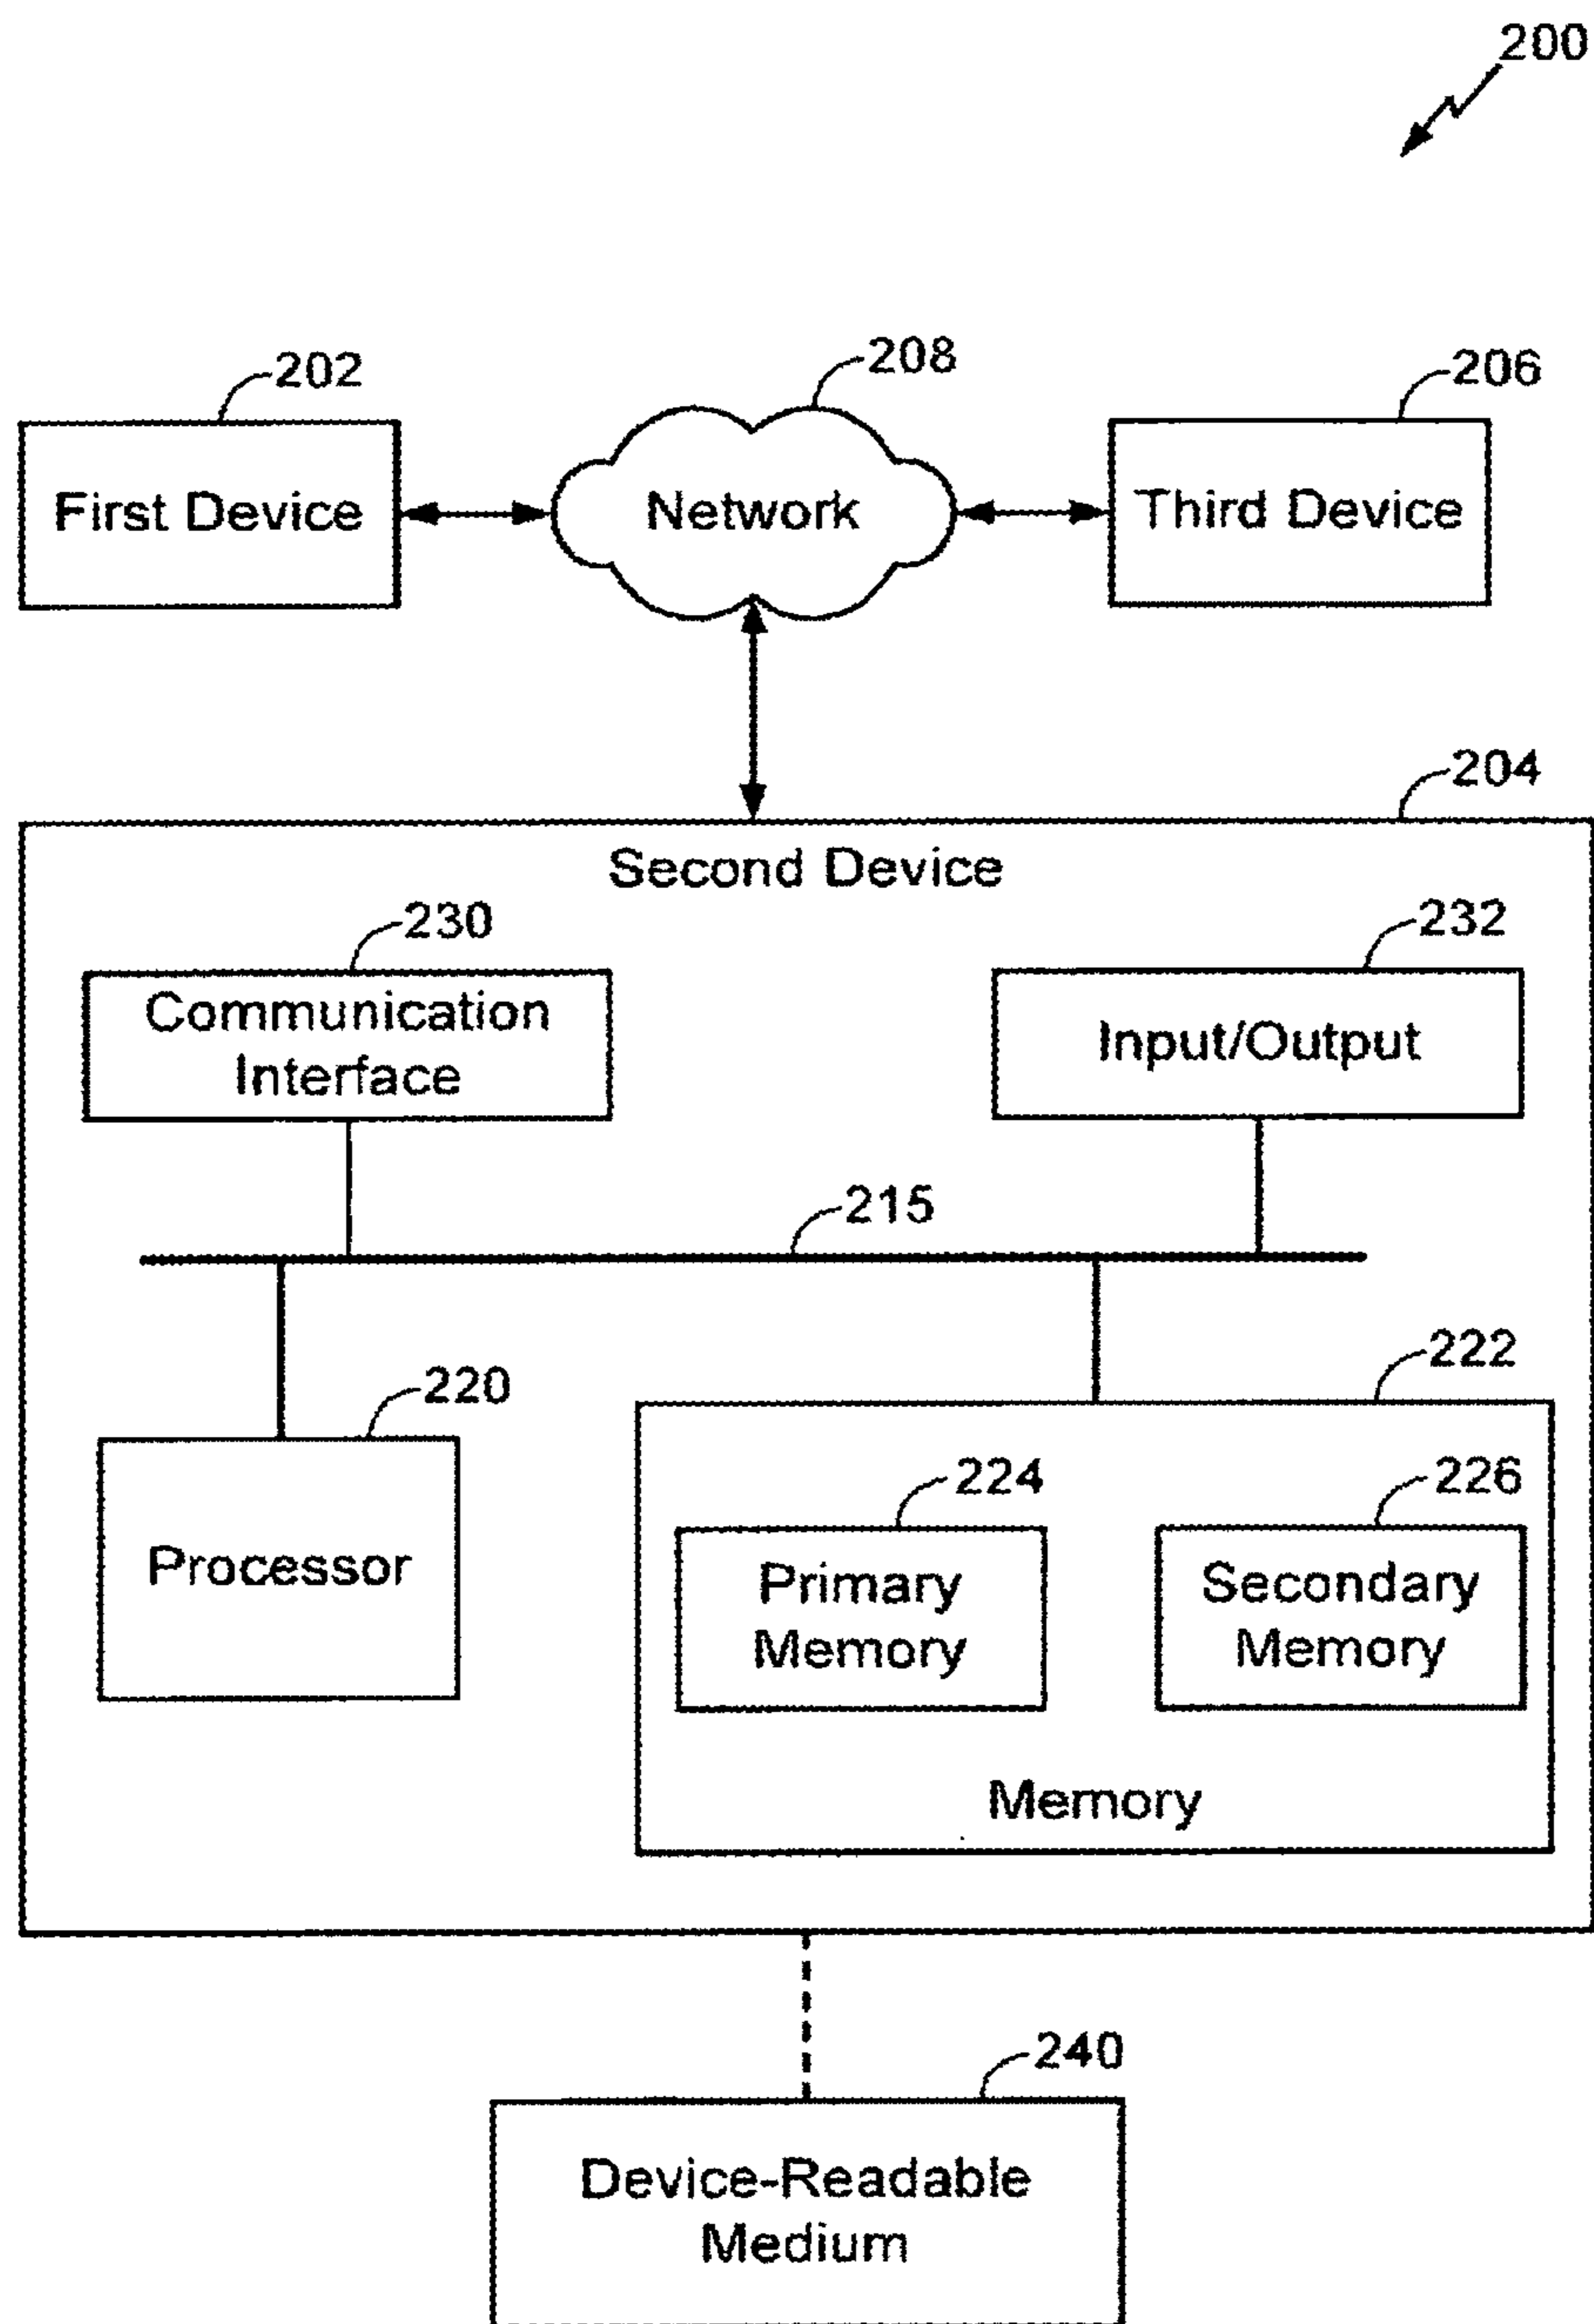 200
202
208
206
First Device
Network
Third Device
204
Second Device
230
232
Communication
Interface
Input/Output
215
220
222
Processor
224
226
Primary
Memory
Secondary
Memory
Memory
240
Device-Readable
Medium